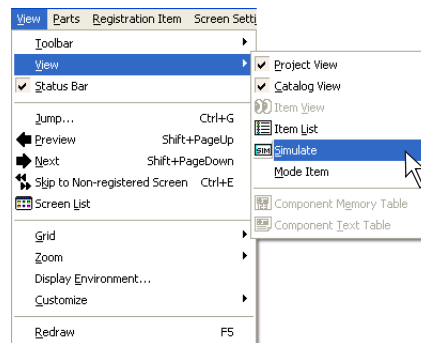 View Parts Registration Item Screen Setti
Toolbar
View
Status Bar
Jump... Ctrl+G
Preview Shift+PageUp
Next Shift+PageDown
Skip to Non-registered Screen Ctrl+E
Screen List
Grid
Zoom
Display Environment...
Customize
Redraw F5
Project View
Catalog View
Item View
Item List
SIM Simulate
Mode Item
Component Memory Table
Component Text Table